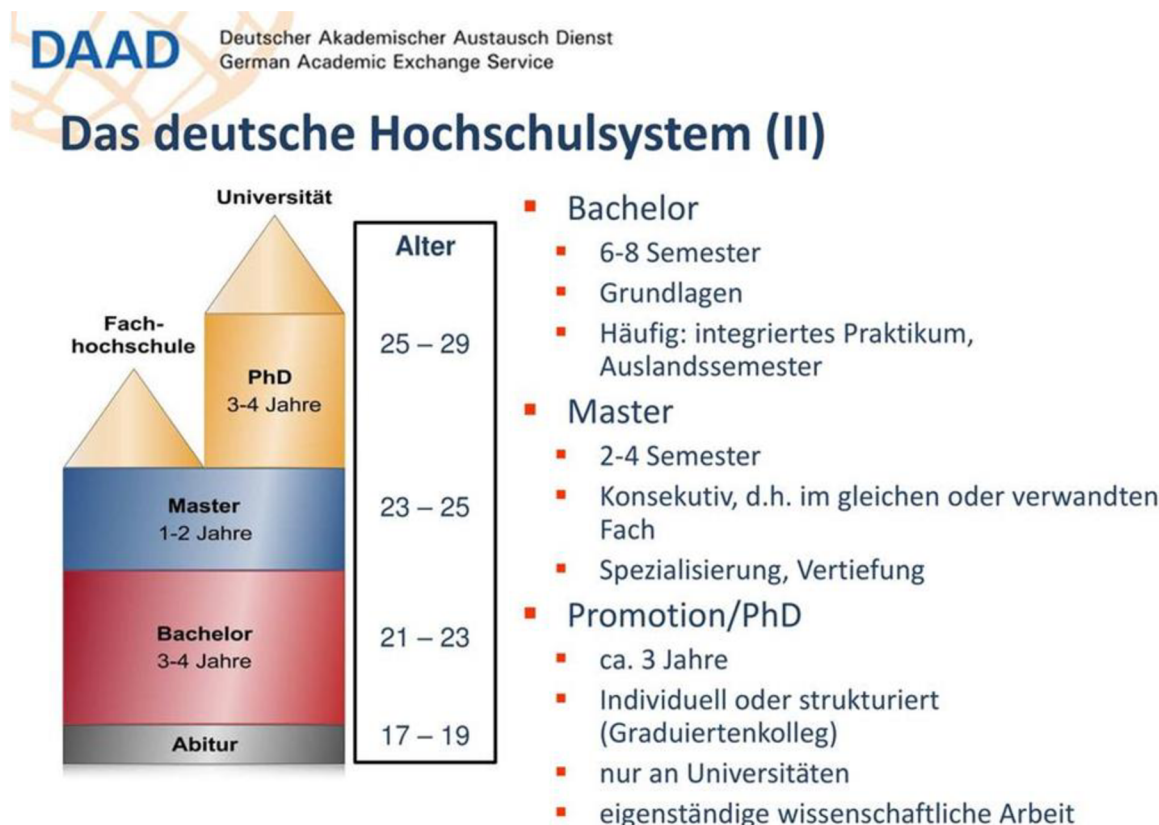 DAAD
Deutscher Akademischer Austausch Dienst
German Academic Exchange Service
Das deutsche Hochschulsystem (II)
Universität
Fach-
hochschule
PhD
3-4 Jahre
Master
1-2 Jahre
Bachelor
3-4 Jahre
Abitur
Alter
25 – 29
23 – 25
21 – 23
17 – 19
Bachelor
6-8 Semester
Grundlagen
Häufig: integriertes Praktikum,
Auslandssemester
Master
2-4 Semester
Konsekutiv, d.h. im gleichen oder verwandten
Fach
Spezialisierung, Vertiefung
Promotion/PhD
ca. 3 Jahre
Individuell oder strukturiert
(Graduiertenkolleg)
nur an Universitäten
eigenständige wissenschaftliche Arbeit